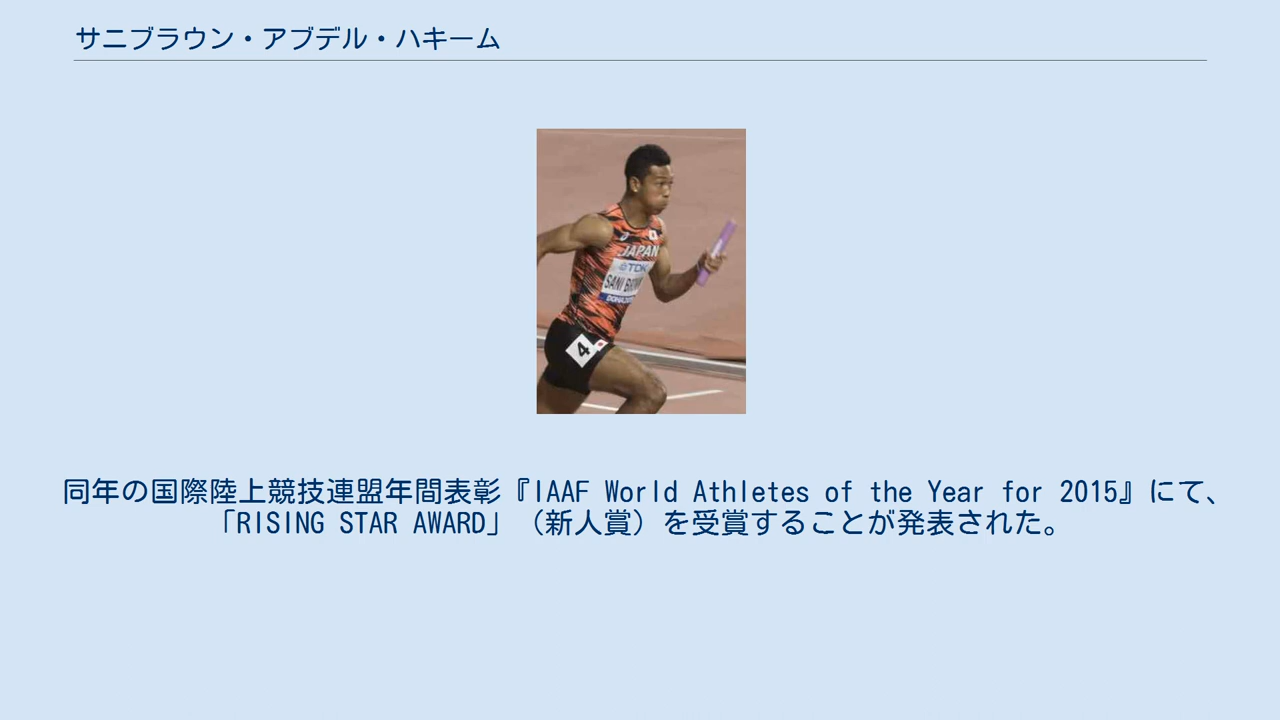 サニブラウン・アブデル・ハキーム
JAPAN
TDK
SANI BROWN
DOHA
4
同年の国際陸上競技連盟年間表彰『IAAF World Athletes of the Year for 2015』にて、
「RISING STAR AWARD」（新人賞）を受賞することが発表された。